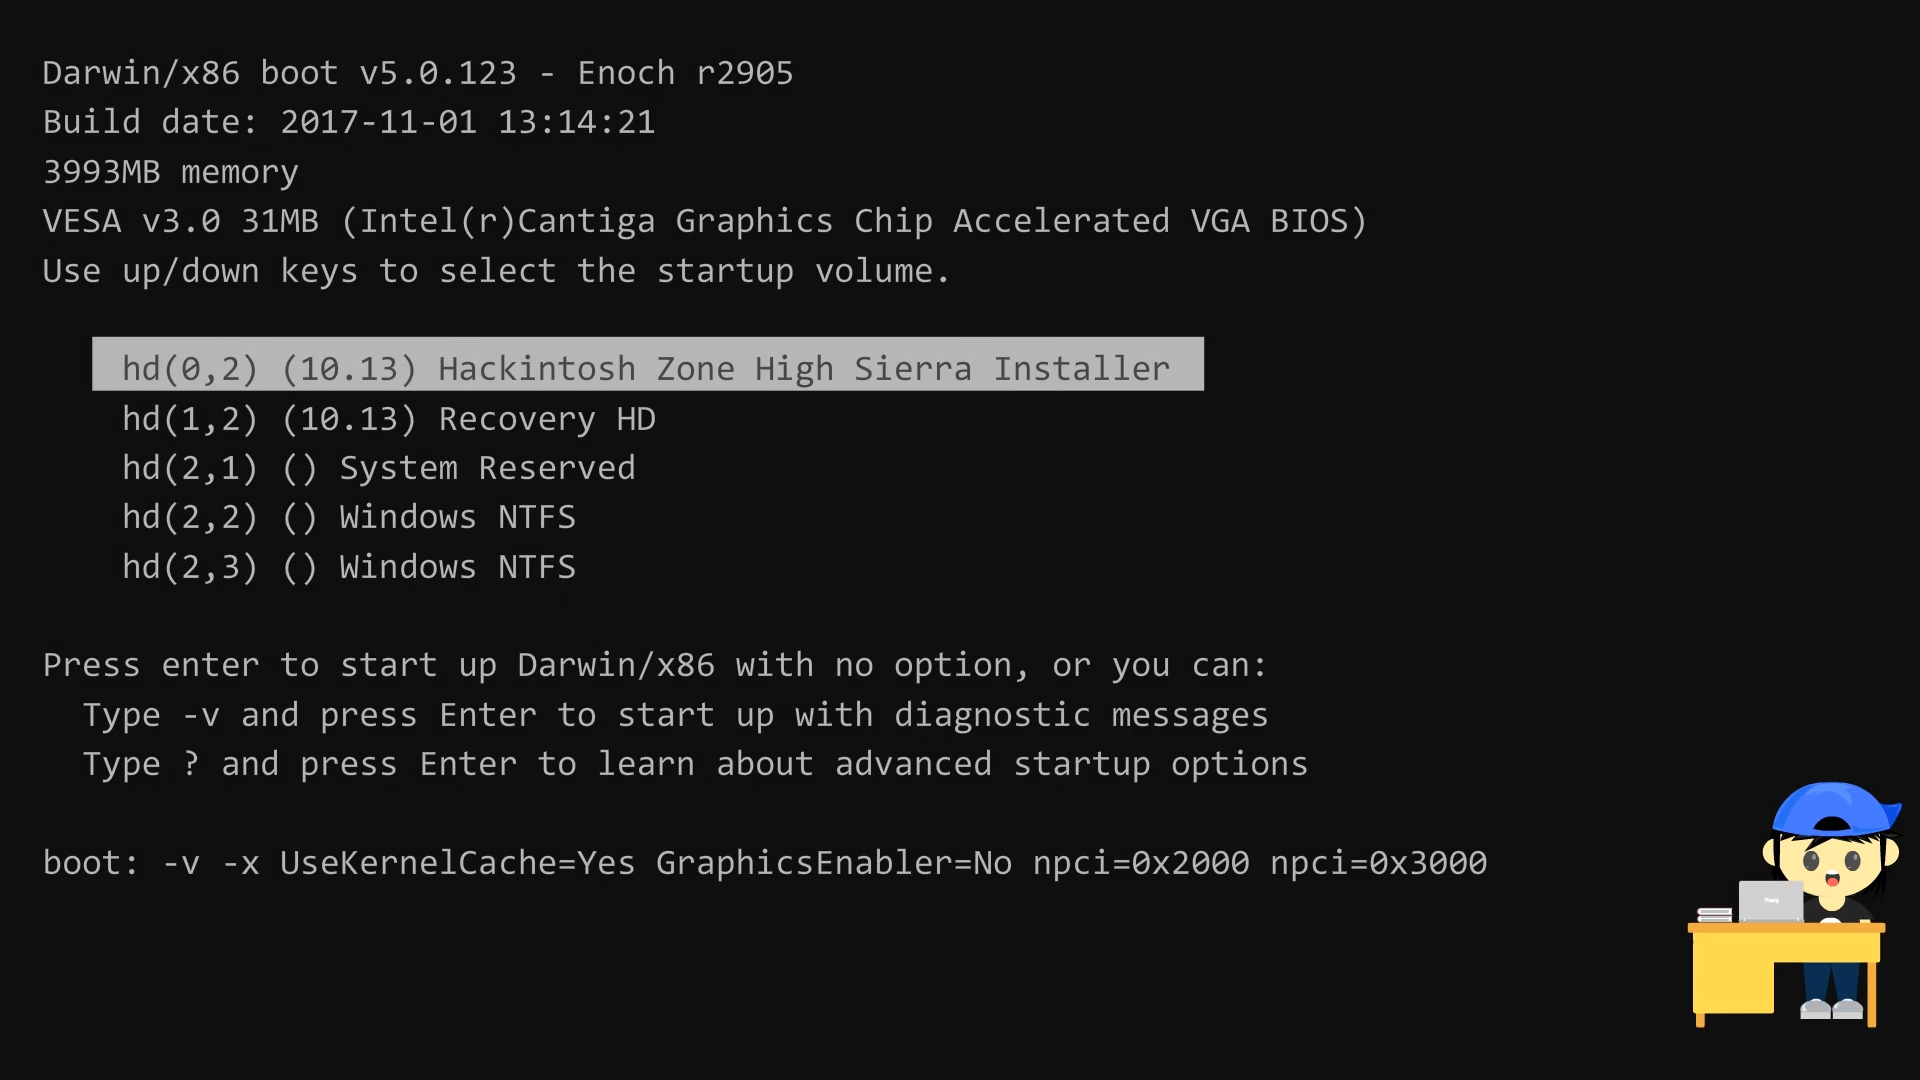 Darwin/x86 boot v5.0.123 - Enoch r2905
Build date: 2017-11-01 13:14:21
3993MB memory
VESA v3.0 31MB (Intel(r)Cantiga Graphics Chip Accelerated VGA BIOS)
Use up/down keys to select the startup volume.
hd(0,2) (10.13) Hackintosh Zone High Sierra Installer
hd(1,2) (10.13) Recovery HD
hd(2,1) () System Reserved
hd(2,2) () Windows NTFS
hd(2,3) () Windows NTFS
Press enter to start up Darwin/x86 with no option, or you can:
Type -v and press Enter to start up with diagnostic messages
Type ? and press Enter to learn about advanced startup options
boot: -v -x UseKernelCache=Yes GraphicsEnabler=No npci=0x2000 npci=0x3000